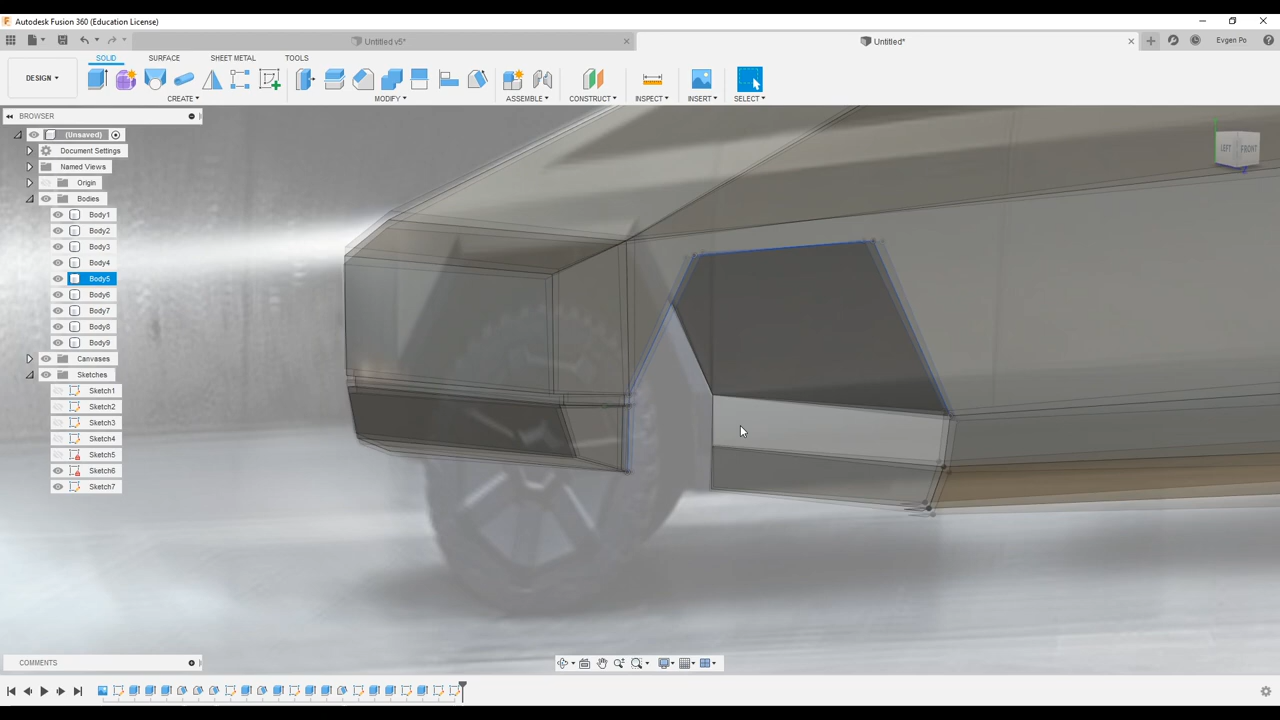 Autodesk Fusion 360 (Education License)
Untitled v5*
Untitled*
Evgen Po
DESIGN
SOLID SURFACE SHEET METAL TOOLS
CREATE MODIFY ASSEMBLE CONSTRUCT INSPECT INSERT SELECT
BROWSER
(Unsaved)
Document Settings
Named Views
Origin
Bodies
Body1
Body2
Body3
Body4
Body5
Body6
Body7
Body8
Body9
Canvases
Sketches
Sketch1
Sketch2
Sketch3
Sketch4
Sketch5
Sketch6
Sketch7
LEFT FRONT
Z
COMMENTS